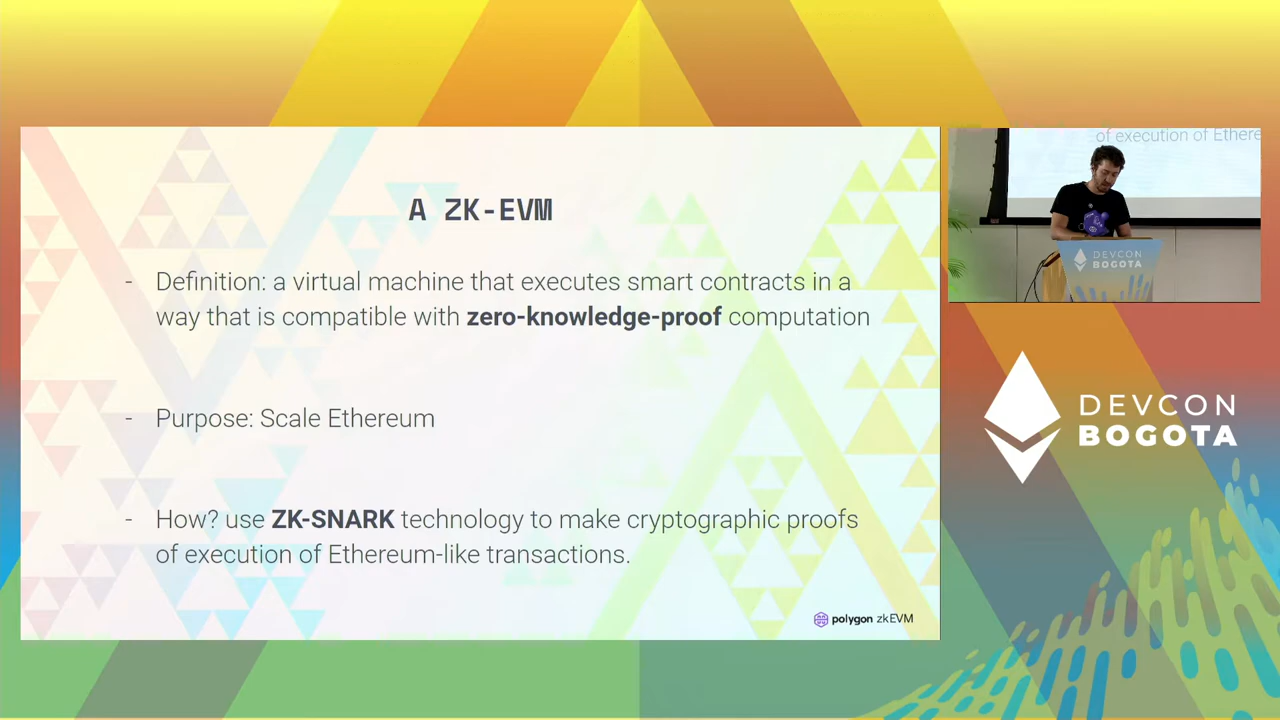 A ZK-EVM
- Definition: a virtual machine that executes smart contracts in a
way that is compatible with zero-knowledge-proof computation
- Purpose: Scale Ethereum
- How? use ZK-SNARK technology to make cryptographic proofs
of execution of Ethereum-like transactions.
polygon zkEVM
of execution of Ethere
DEVCON
BOGOTA
DEVCON
BOGOTA